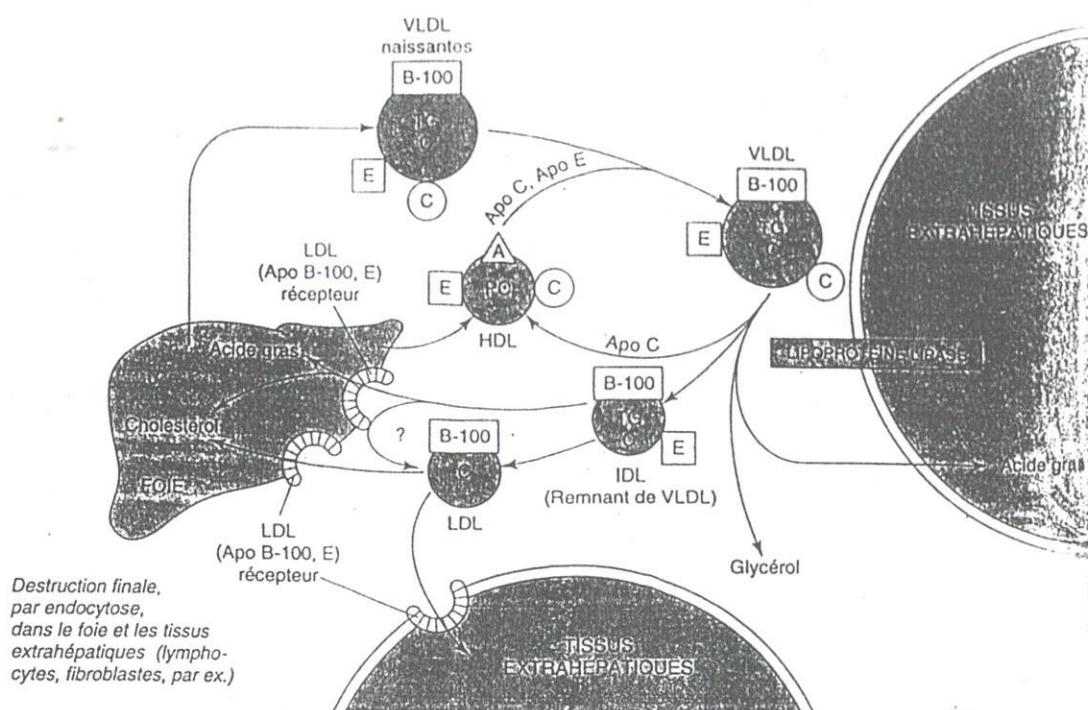 VLDL
naissantes
B-100
TG
C
E
C
Apo C, Apo E
VLDL
B-100
TG
C
E
C
TISSUS
EXTRAHÉPATIQUES
LDL
(Apo B-100, E)
récepteur
A
E
C
HDL
Apo C
LIPOPROTÉINE LIPASE
Acide gras
Cholestérol
FOIE
?
B-100
C
LDL
B-100
TG
C
E
IDL
(Remnant de VLDL)
Acide gras
Glycérol
LDL
(Apo B-100, E)
récepteur
Destruction finale,
par endocytose,
dans le foie et les tissus
extrahépatiques (lympho-
cytes, fibroblastes, par ex.)
TISSUS
EXTRAHÉPATIQUES